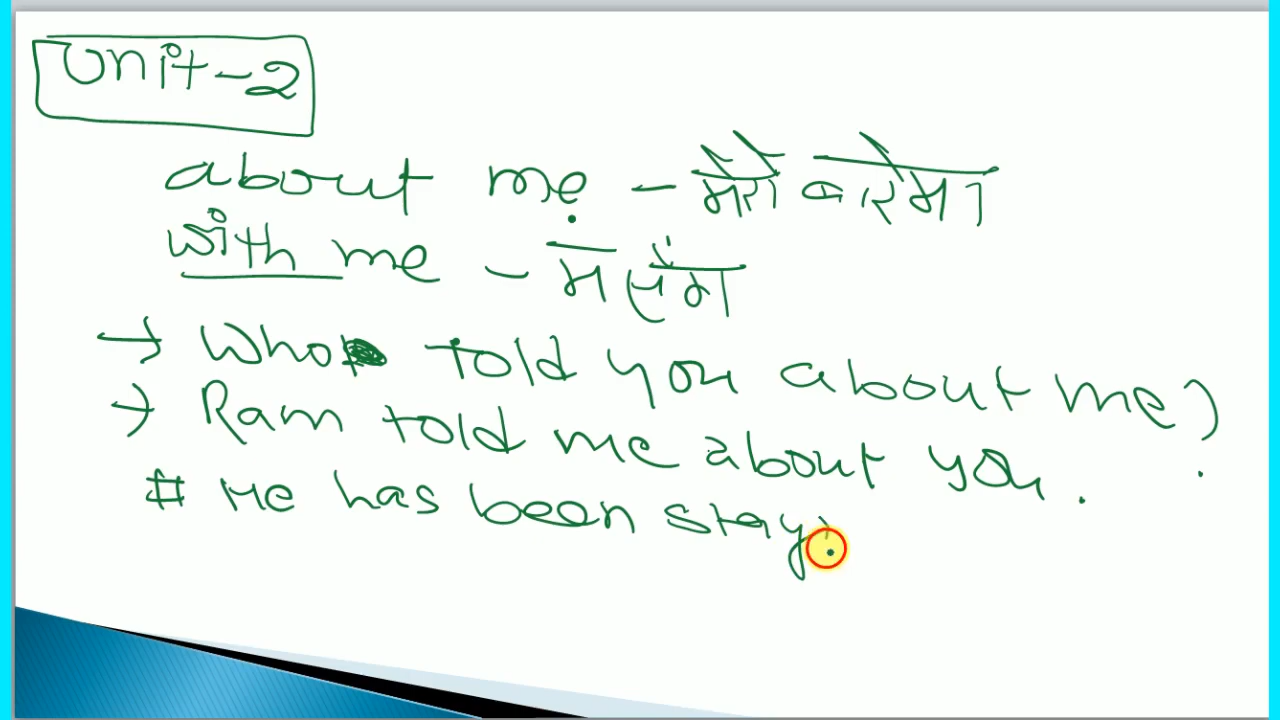 Unit-2
about me - मेरो बारेमा
with me - म संग
→ Who told you about me?
→ Ram told me about you.
# He has been stay